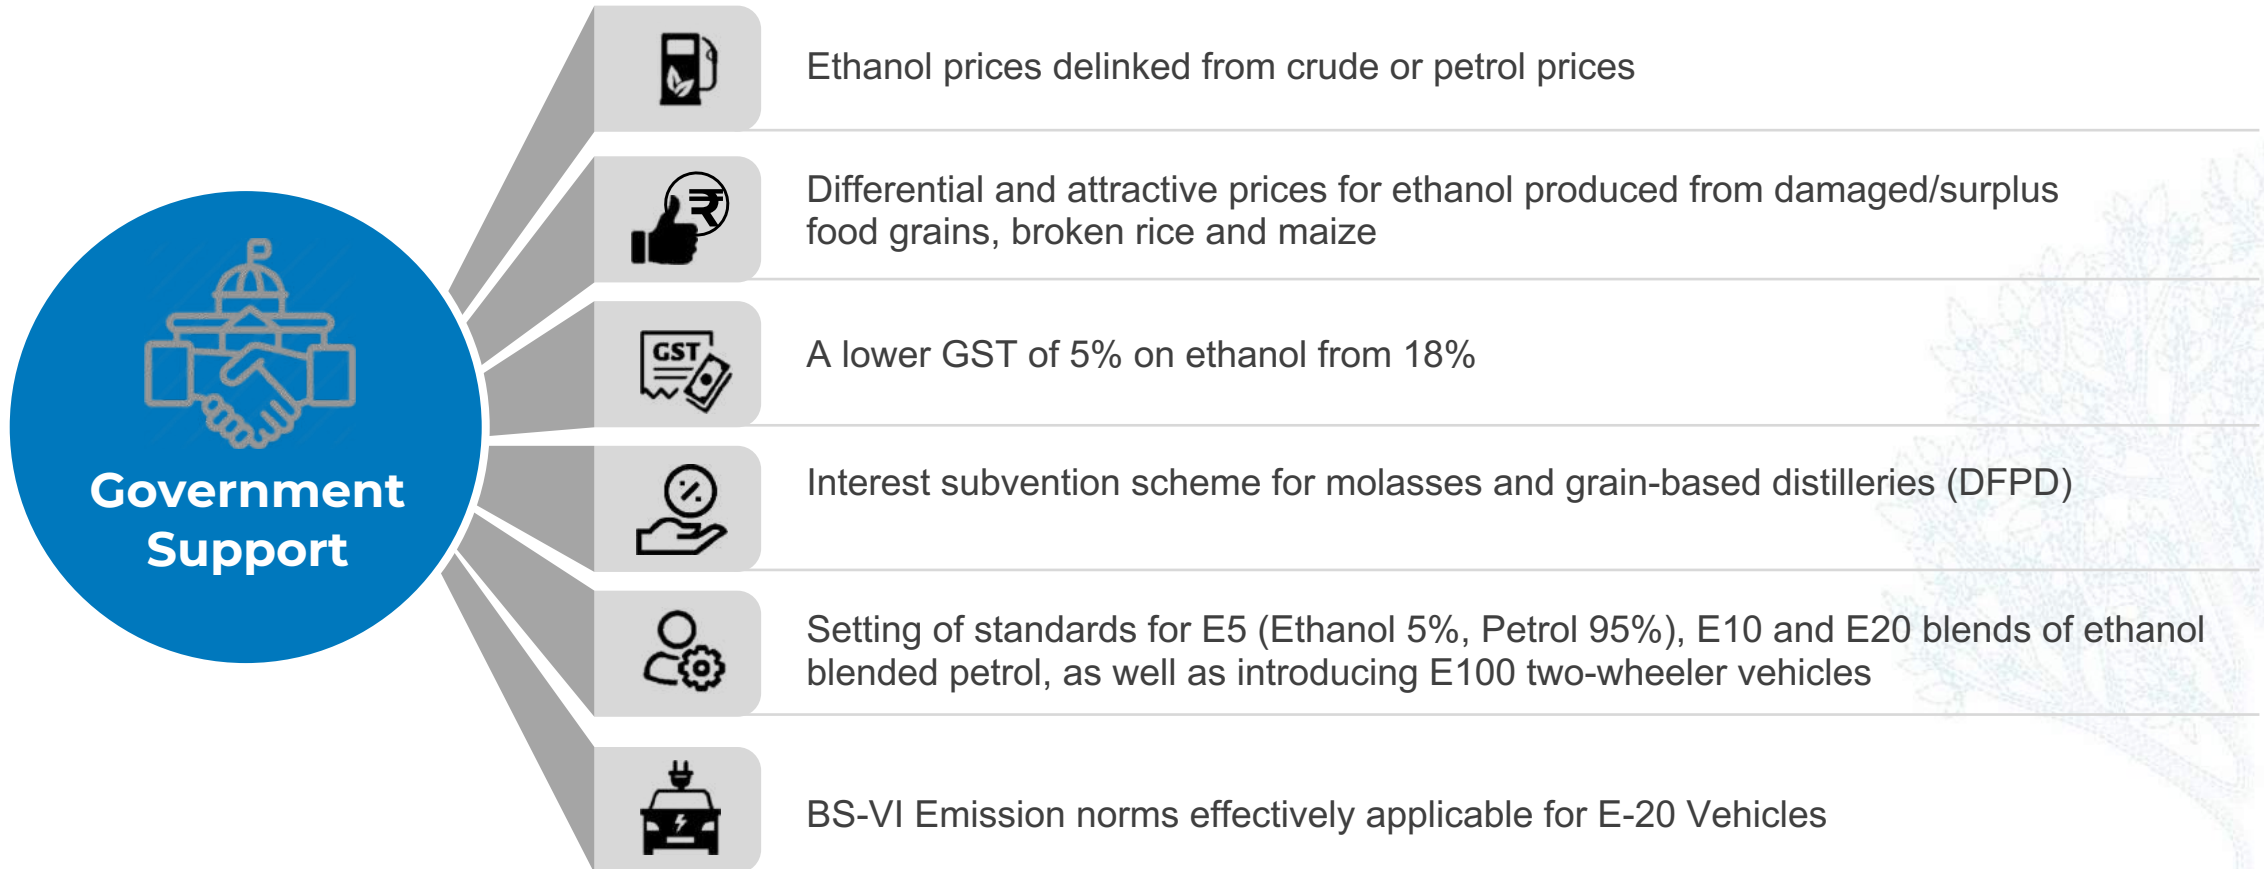 Government
Support
Ethanol prices delinked from crude or petrol prices
₹
Differential and attractive prices for ethanol produced from damaged/surplus
food grains, broken rice and maize
GST
A lower GST of 5% on ethanol from 18%
%
Interest subvention scheme for molasses and grain-based distilleries (DFPD)
Setting of standards for E5 (Ethanol 5%, Petrol 95%), E10 and E20 blends of ethanol
blended petrol, as well as introducing E100 two-wheeler vehicles
BS-VI Emission norms effectively applicable for E-20 Vehicles